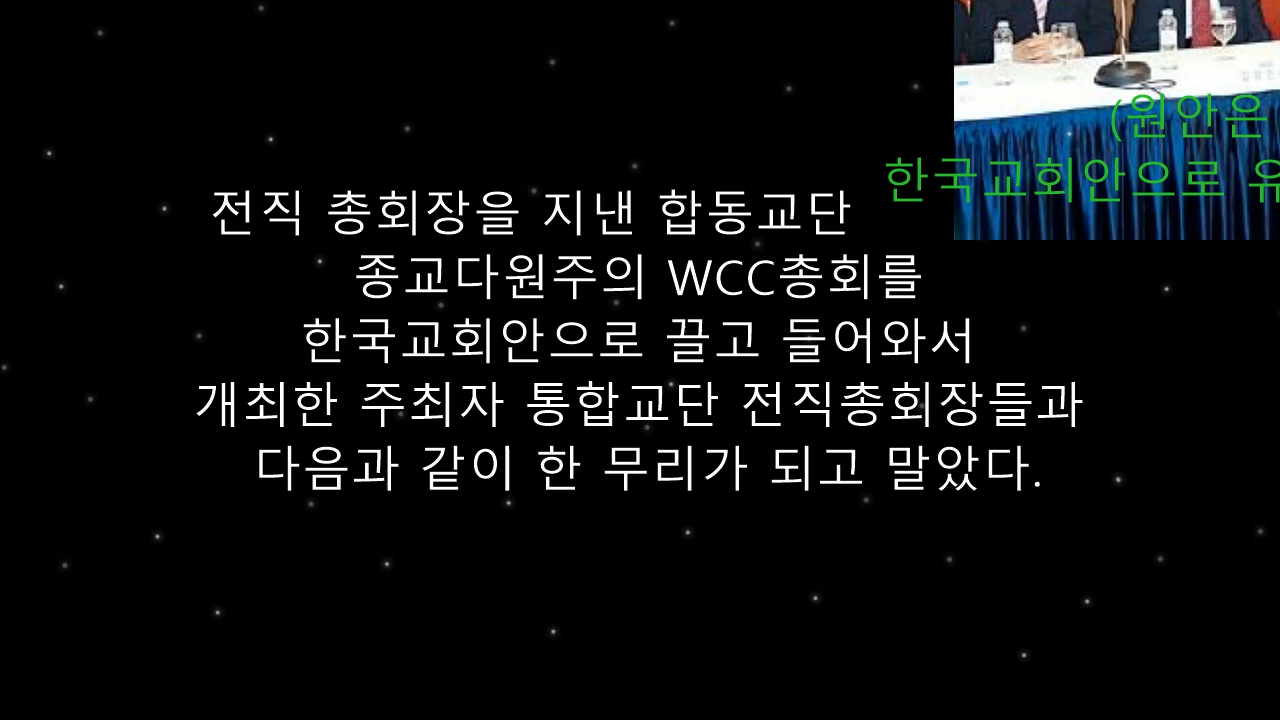 (원안은
한국교회안으로
전직 총회장을 지낸 합동교단
종교다원주의 WCC총회를
한국교회안으로 끌고 들어와서
개최한 주최자 통합교단 전직총회장들과
다음과 같이 한 무리가 되고 말았다.